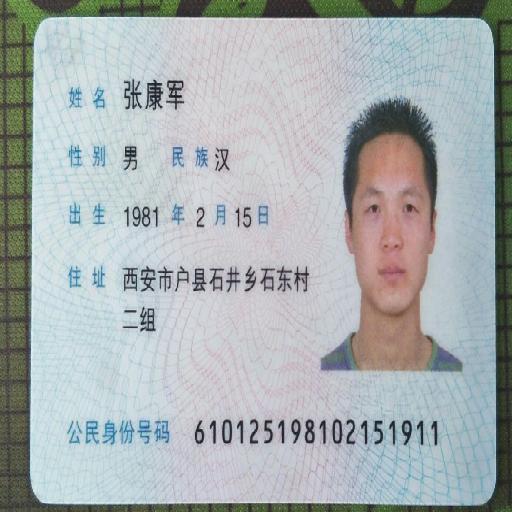 姓名 张康军
性别 男 民族 汉
出生 1981 年 2 月 15 日
住址 西安市户县石井乡石东村
二组
公民身份号码 610125198102151911